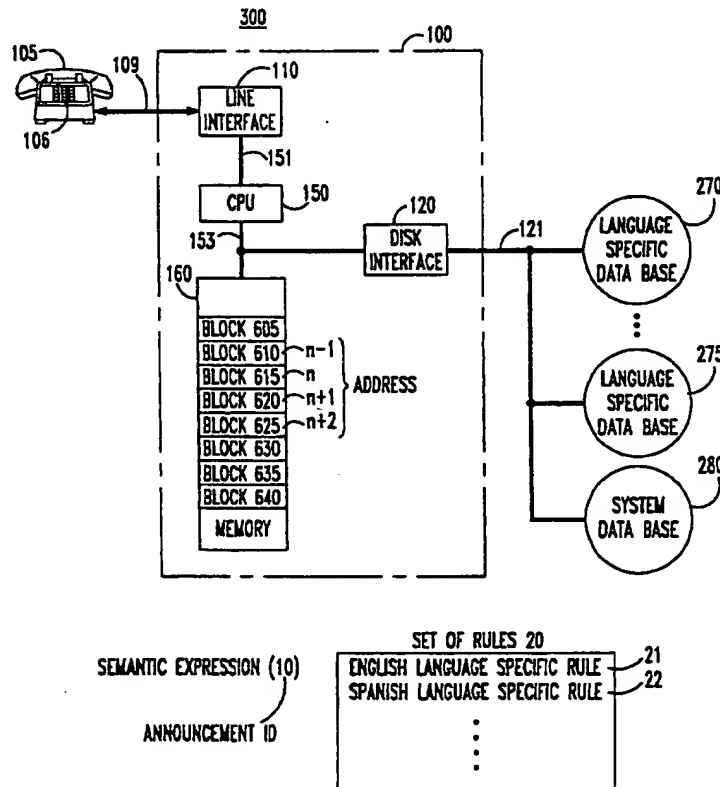 300
105
109
110
100
LINE
INTERFACE
106
151
CPU
150
120
270
153
DISK
INTERFACE
121
LANGUAGE
SPECIFIC
DATA BASE
160
BLOCK 605
BLOCK 610
n-1
BLOCK 615
n
ADDRESS
BLOCK 620
n+1
BLOCK 625
n+2
BLOCK 630
BLOCK 635
BLOCK 640
MEMORY
275
LANGUAGE
SPECIFIC
DATA BASE
280
SYSTEM
DATA BASE
SET OF RULES 20
SEMANTIC EXPRESSION (10)
ENGLISH LANGUAGE SPECIFIC RULE
21
SPANISH LANGUAGE SPECIFIC RULE
22
ANNOUNCEMENT ID